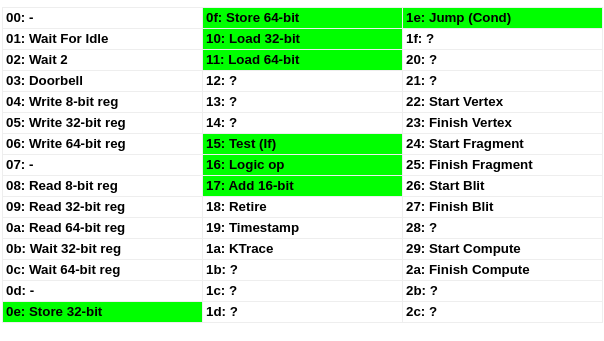 00: -
01: Wait For Idle
02: Wait 2
03: Doorbell
04: Write 8-bit reg
05: Write 32-bit reg
06: Write 64-bit reg
07: -
08: Read 8-bit reg
09: Read 32-bit reg
0a: Read 64-bit reg
0b: Wait 32-bit reg
0c: Wait 64-bit reg
0d: -
0e: Store 32-bit
0f: Store 64-bit
10: Load 32-bit
11: Load 64-bit
12: ?
13: ?
14: ?
15: Test (If)
16: Logic op
17: Add 16-bit
18: Retire
19: Timestamp
1a: KTrace
1b: ?
1c: ?
1d: ?
1e: Jump (Cond)
1f: ?
20: ?
21: ?
22: Start Vertex
23: Finish Vertex
24: Start Fragment
25: Finish Fragment
26: Start Blit
27: Finish Blit
28: ?
29: Start Compute
2a: Finish Compute
2b: ?
2c: ?